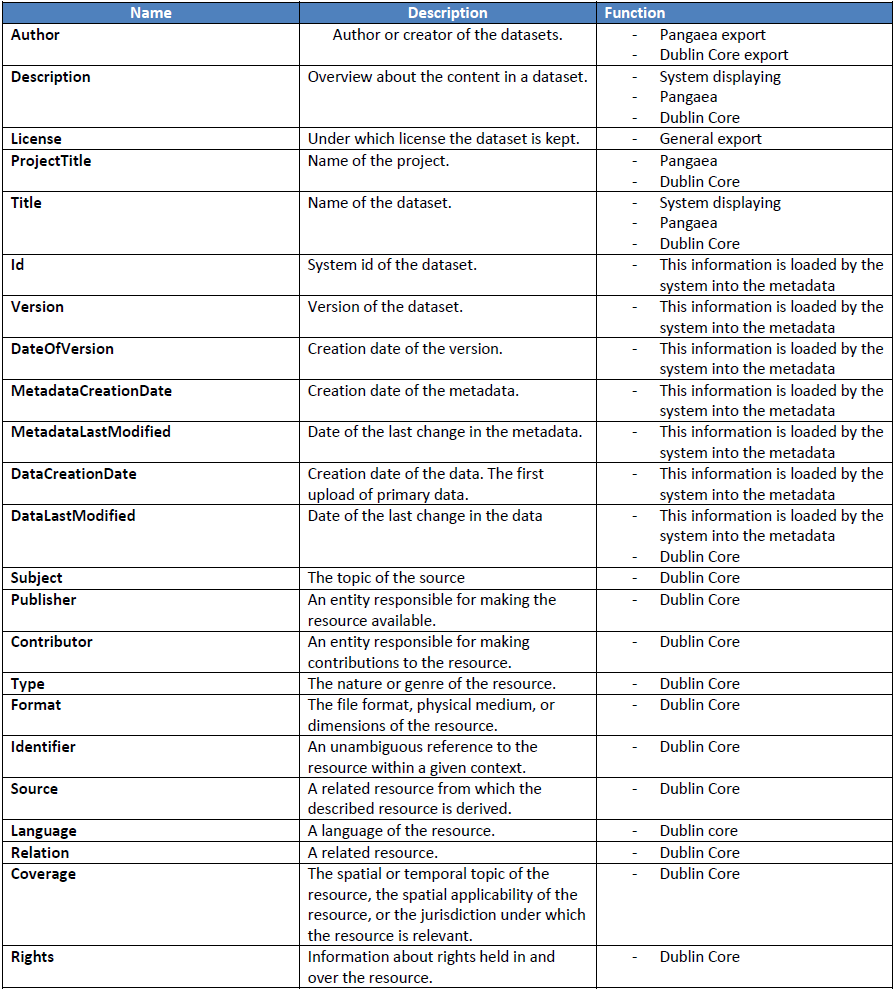 Name Description Function
Author Author or creator of the datasets. - Pangaea export
- Dublin Core export
Description Overview about the content in a dataset. - System displaying
- Pangaea
- Dublin Core
License Under which license the dataset is kept. - General export
ProjectTitle Name of the project. - Pangaea
- Dublin Core
Title Name of the dataset. - System displaying
- Pangaea
- Dublin Core
Id System id of the dataset. - This information is loaded by the
system into the metadata
Version Version of the dataset. - This information is loaded by the
system into the metadata
DateOfVersion Creation date of the version. - This information is loaded by the
system into the metadata
MetadataCreationDate Creation date of the metadata. - This information is loaded by the
system into the metadata
MetadataLastModified Date of the last change in the metadata. - This information is loaded by the
system into the metadata
DataCreationDate Creation date of the data. The first - This information is loaded by the
upload of primary data. system into the metadata
DataLastModified Date of the last change in the data - This information is loaded by the
system into the metadata
- Dublin Core
Subject The topic of the source - Dublin Core
Publisher An entity responsible for making the - Dublin Core
resource available.
Contributor An entity responsible for making - Dublin Core
contributions to the resource.
Type The nature or genre of the resource. - Dublin Core
Format The file format, physical medium, or - Dublin Core
dimensions of the resource.
Identifier An unambiguous reference to the - Dublin Core
resource within a given context.
Source A related resource from which the - Dublin Core
described resource is derived.
Language A language of the resource. - Dublin core
Relation A related resource. - Dublin Core
Coverage The spatial or temporal topic of the - Dublin Core
resource, the spatial applicability of the
resource, or the jurisdiction under which
the resource is relevant.
Rights Information about rights held in and - Dublin Core
over the resource.